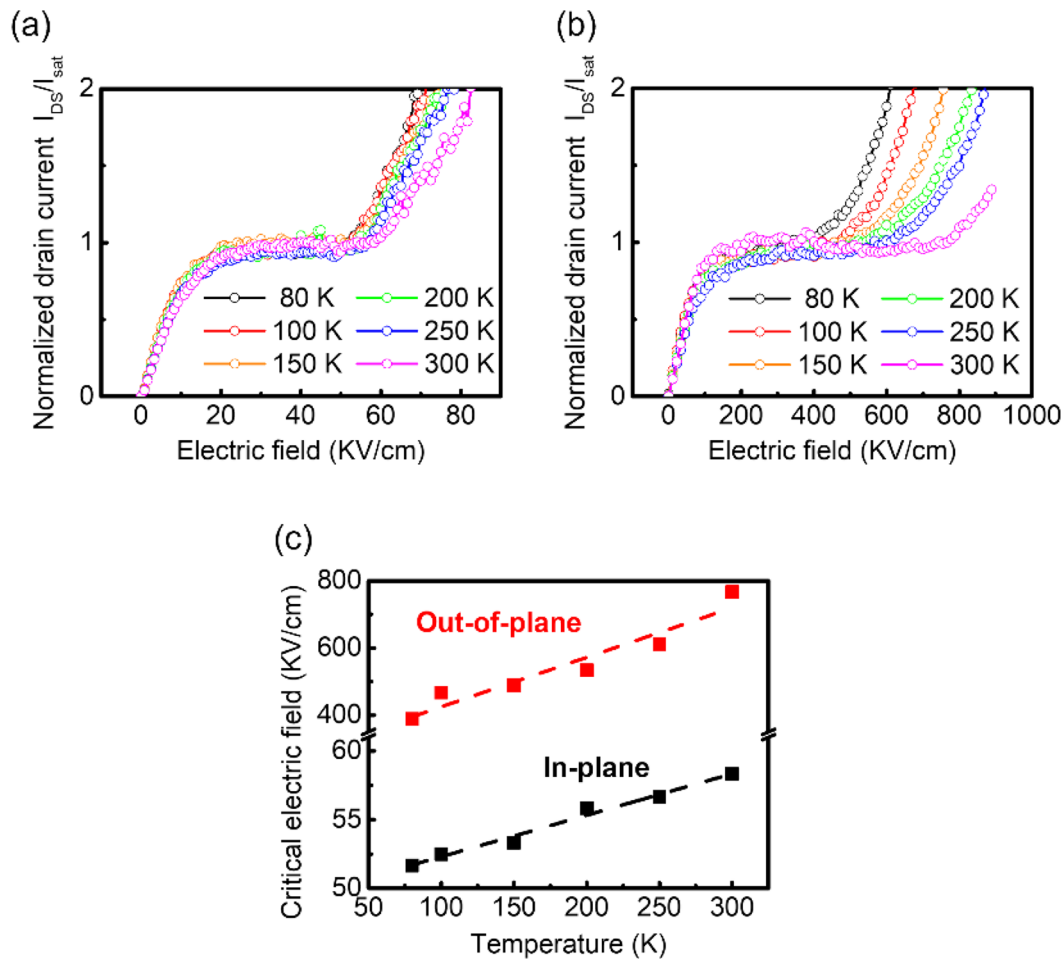 (a)
Normalized drain current I_DS/I_sat
2
1
0
80 K
200 K
100 K
250 K
150 K
300 K
0 20 40 60 80
Electric field (KV/cm)
(b)
Normalized drain current I_DS/I_sat
2
1
0
80 K
200 K
100 K
250 K
150 K
300 K
0 200 400 600 800 1000
Electric field (KV/cm)
(c)
Critical electric field (KV/cm)
800
600
400
60
55
50
Out-of-plane
In-plane
50 100 150 200 250 300
Temperature (K)